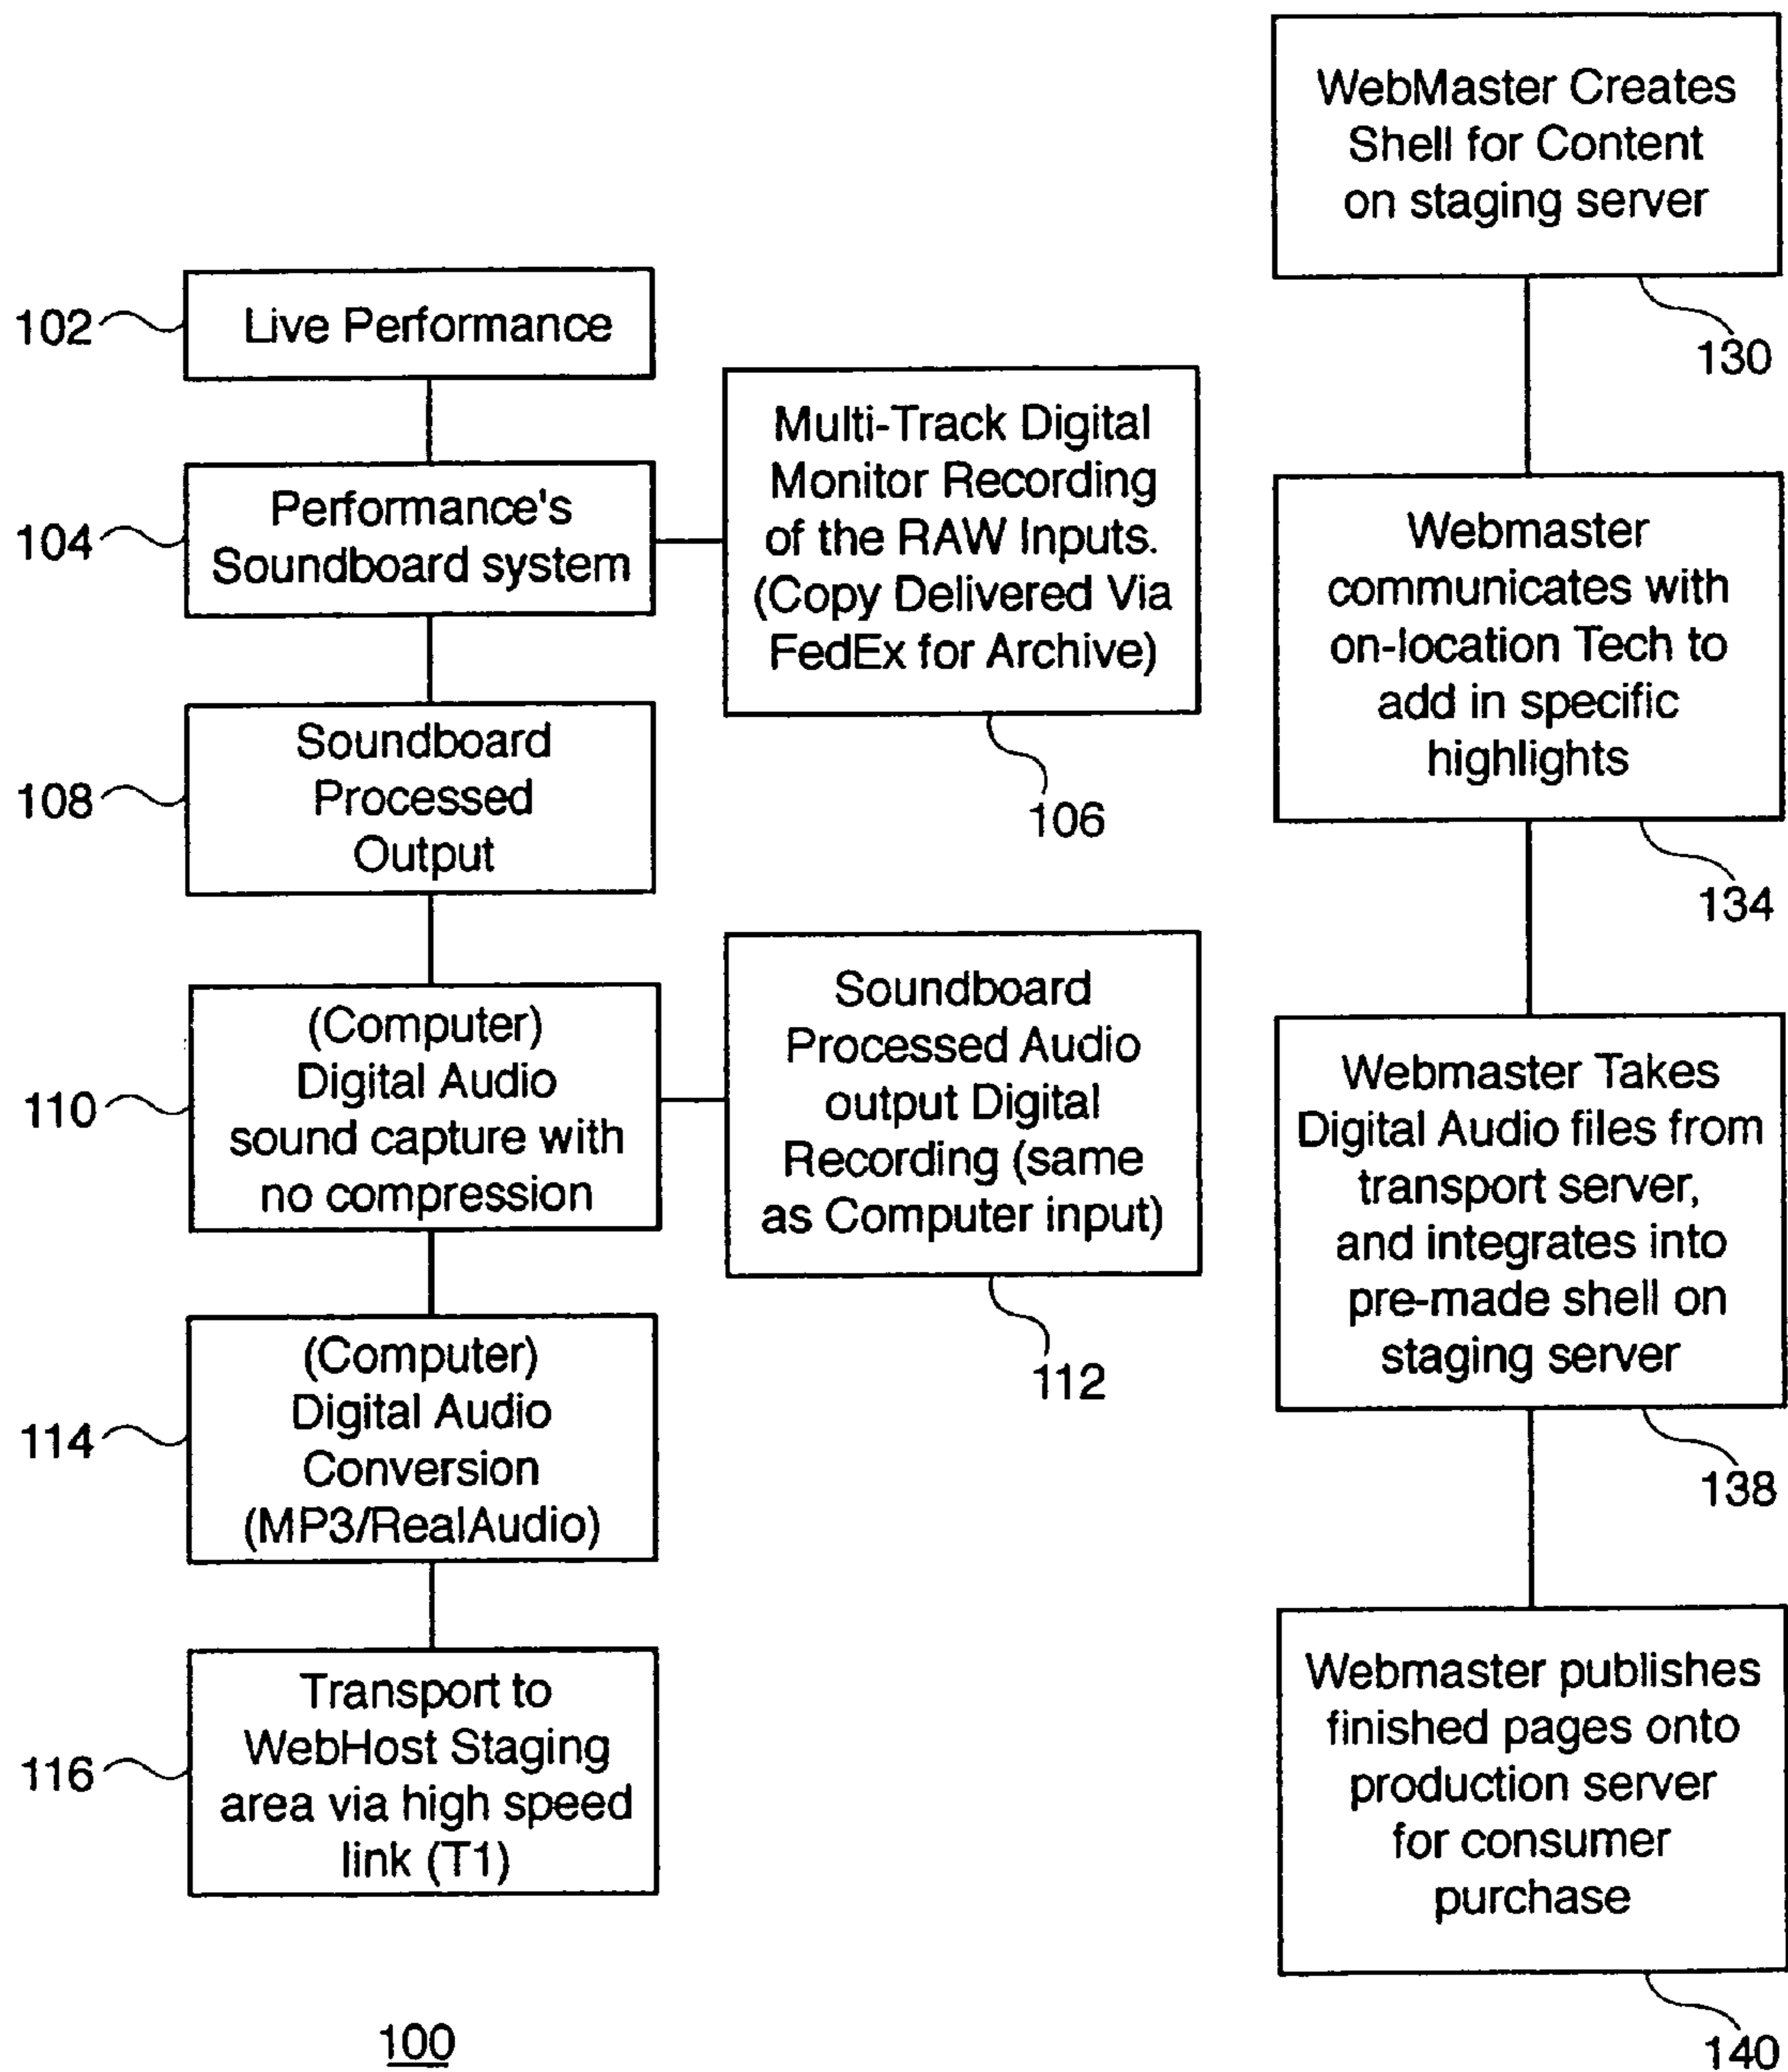 102
Live Performance
104
Performance's
Soundboard system
Multi-Track Digital
Monitor Recording
of the RAW Inputs.
(Copy Delivered Via
FedEx for Archive)
106
108
Soundboard
Processed
Output
110
(Computer)
Digital Audio
sound capture with
no compression
Soundboard
Processed Audio
output Digital
Recording (same
as Computer input)
112
114
(Computer)
Digital Audio
Conversion
(MP3/RealAudio)
116
Transport to
WebHost Staging
area via high speed
link (T1)
100
WebMaster Creates
Shell for Content
on staging server
130
Webmaster
communicates with
on-location Tech to
add in specific
highlights
134
Webmaster Takes
Digital Audio files from
transport server,
and integrates into
pre-made shell on
staging server
138
Webmaster publishes
finished pages onto
production server
for consumer
purchase
140